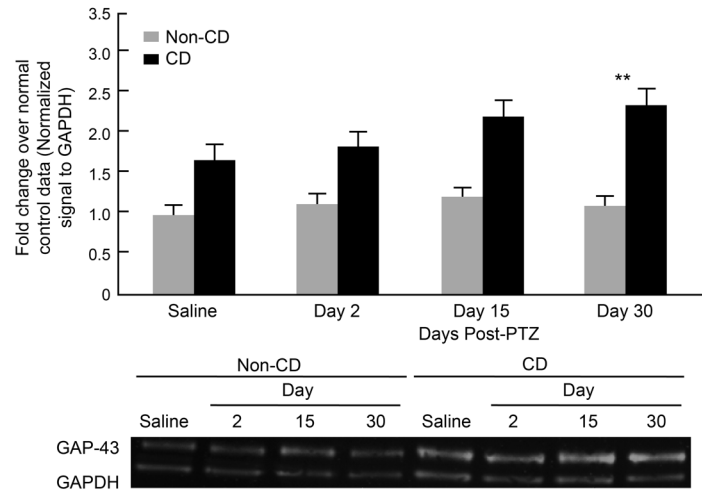 Fold change over normal
control data (Normalized
signal to GAPDH)
3.5
3.0
2.5
2.0
1.5
1.0
0.5
0
Non-CD
CD
**
Saline Day 2 Day 15 Day 30
Days Post-PTZ
Non-CD CD
Day Day
Saline 2 15 30 Saline 2 15 30
GAP-43
GAPDH